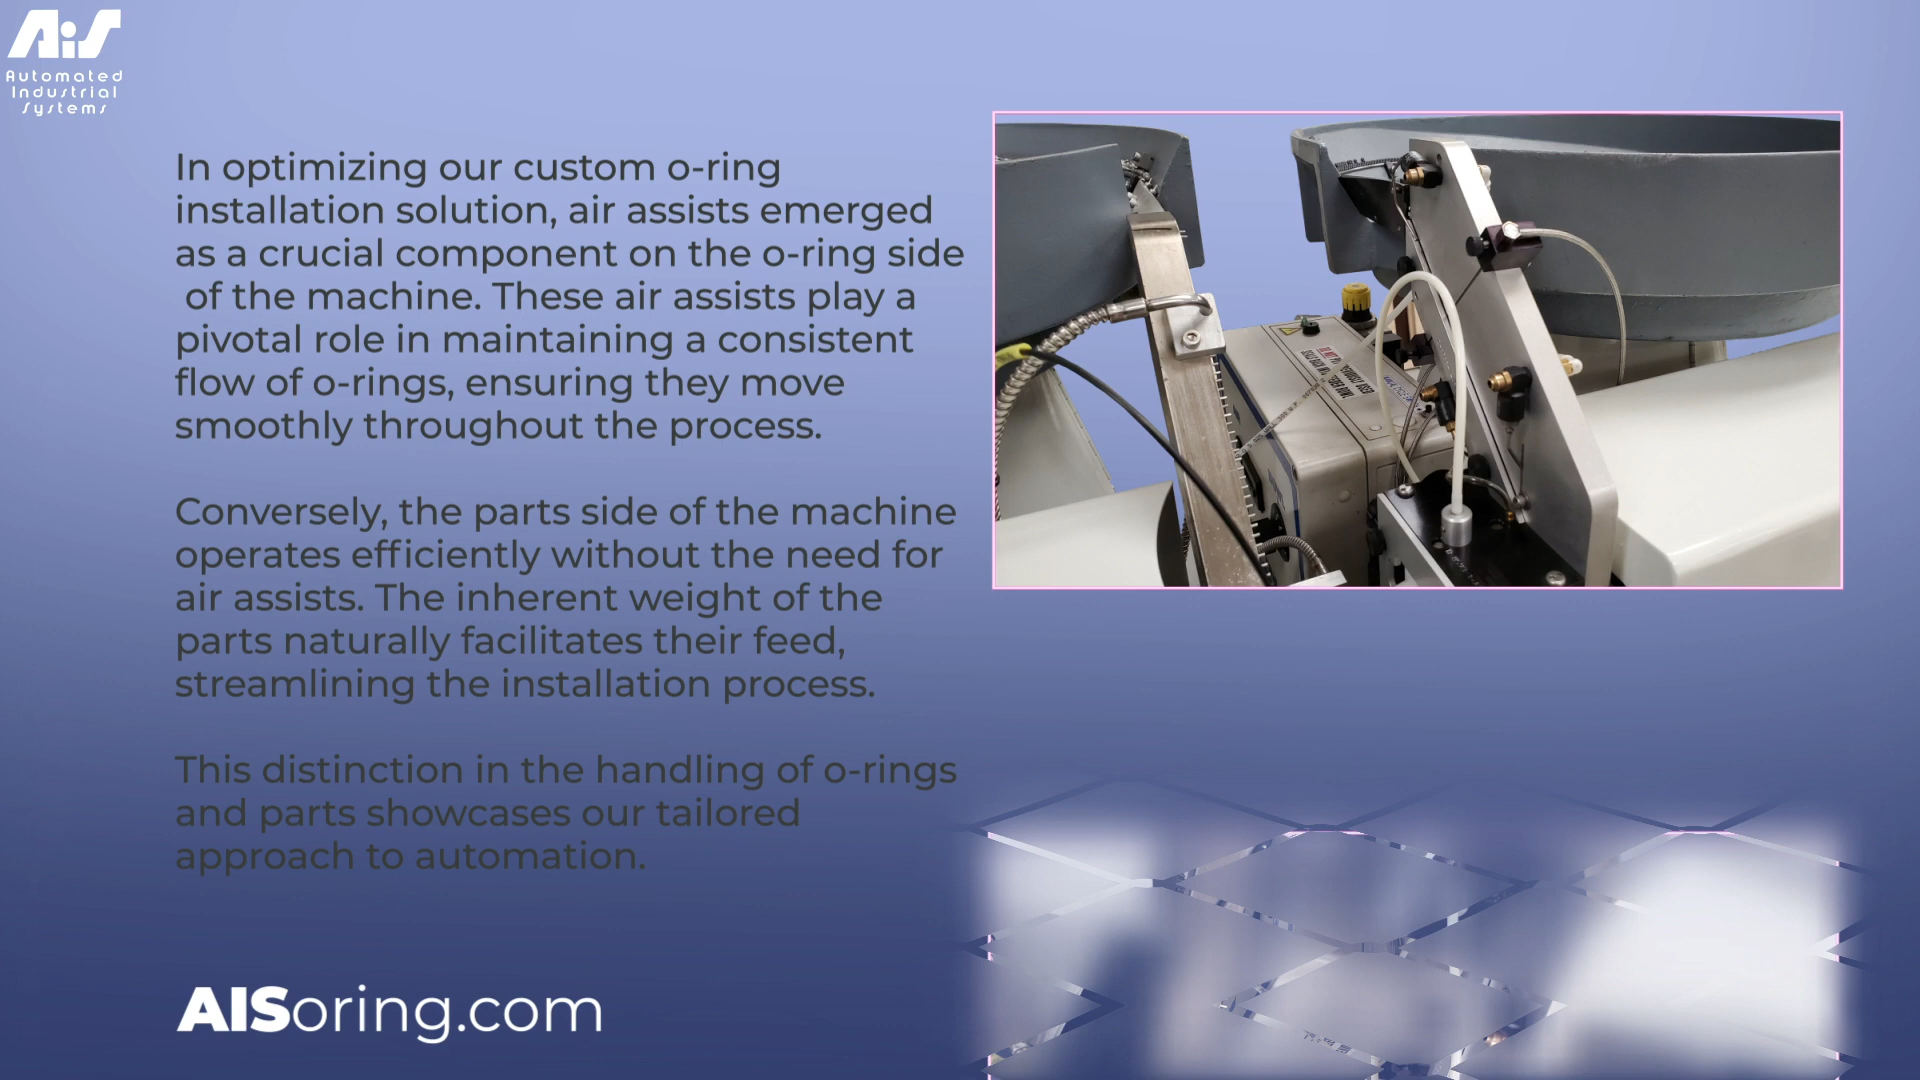 AiS
Automated
Industrial
Systems
In optimizing our custom o-ring
installation solution, air assists emerged
as a crucial component on the o-ring side
of the machine. These air assists play a
pivotal role in maintaining a consistent
flow of o-rings, ensuring they move
smoothly throughout the process.
Conversely, the parts side of the machine
operates efficiently without the need for
air assists. The inherent weight of the
parts naturally facilitates their feed,
streamlining the installation process.
This distinction in the handling of o-rings
and parts showcases our tailored
approach to automation.
AISoring.com